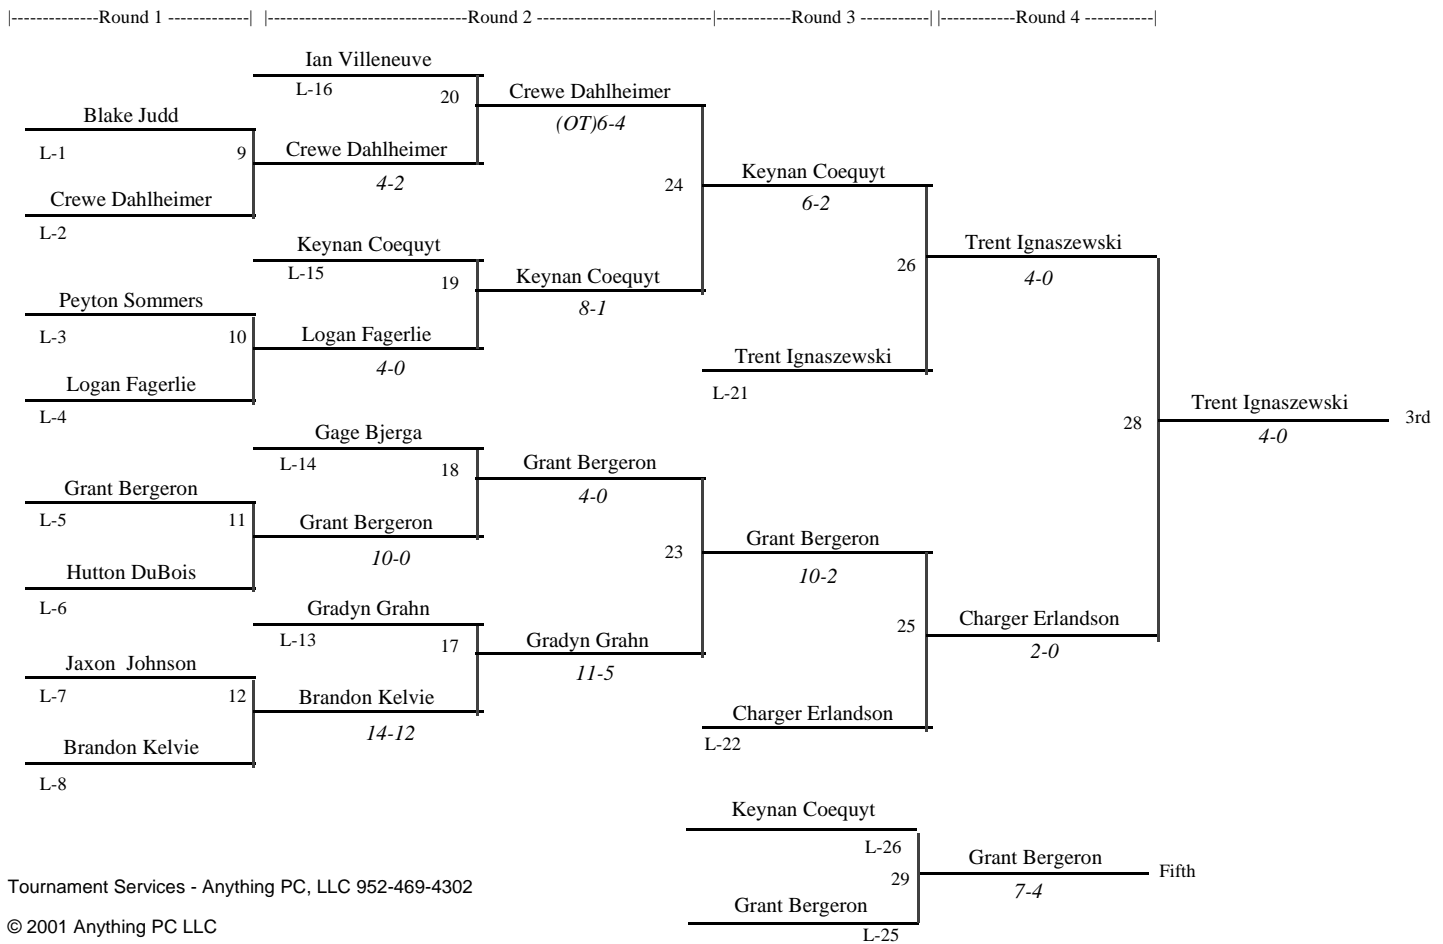 |--------------Round 1 -------------| |--------------------------------Round 2 ----------------------------|------------Round 3 -----------| |------------Round 4 -----------|
Ian Villeneuve
L-16
20
Crewe Dahlheimer
(OT)6-4
Blake Judd
L-1
9
Crewe Dahlheimer
4-2
Crewe Dahlheimer
L-2
24
Keynan Coequyt
6-2
Keynan Coequyt
L-15
19
Keynan Coequyt
8-1
26
Trent Ignaszewski
4-0
Peyton Sommers
L-3
10
Logan Fagerlie
4-0
Logan Fagerlie
L-4
Trent Ignaszewski
L-21
28
Trent Ignaszewski
4-0
3rd
Gage Bjerga
L-14
18
Grant Bergeron
4-0
Grant Bergeron
L-5
11
Grant Bergeron
10-0
Hutton DuBois
L-6
23
Grant Bergeron
10-2
Gradyn Grahn
L-13
17
Gradyn Grahn
11-5
25
Charger Erlandson
2-0
Jaxon  Johnson
L-7
12
Brandon Kelvie
14-12
Brandon Kelvie
L-8
Charger Erlandson
L-22
Keynan Coequyt
L-26
29
Grant Bergeron
7-4
Fifth
Grant Bergeron
L-25
Tournament Services - Anything PC, LLC 952-469-4302
© 2001 Anything PC LLC